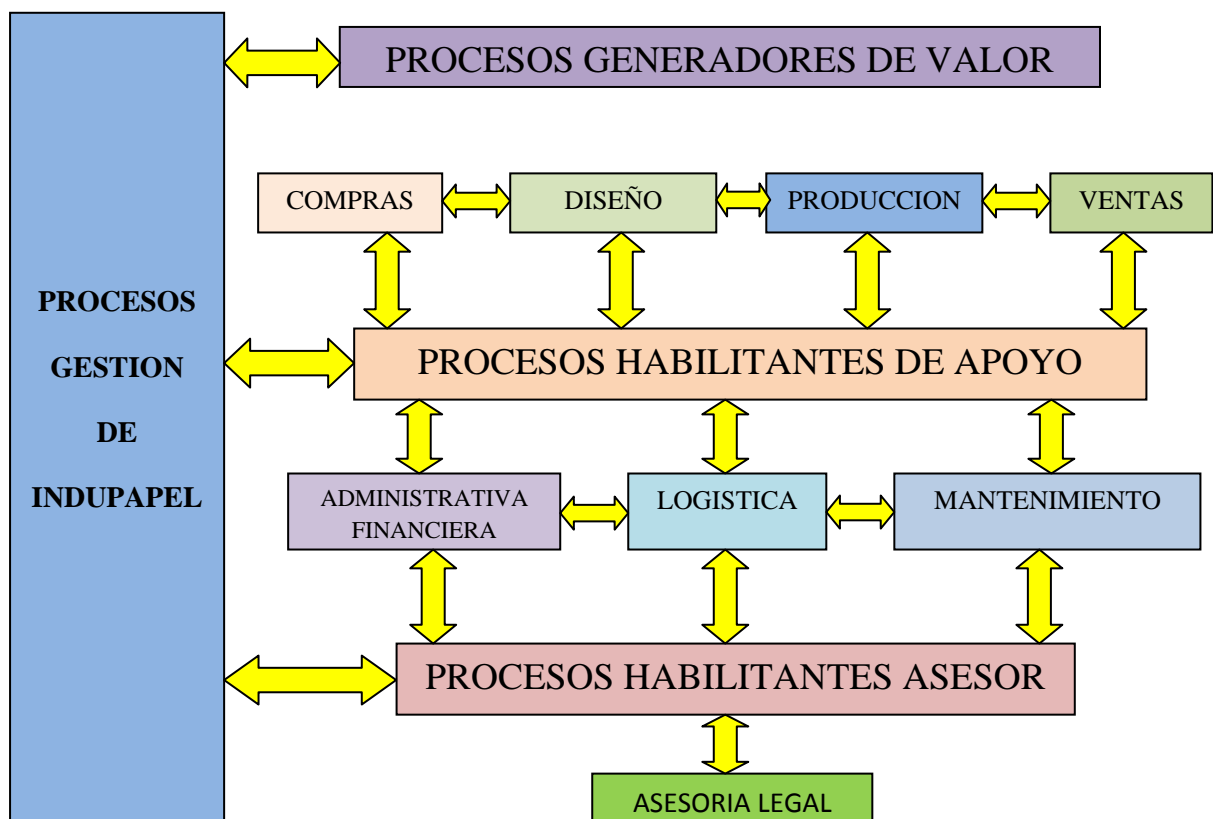 PROCESOS GENERADORES DE VALOR
COMPRAS
DISEÑO
PRODUCCION
VENTAS
PROCESOS
GESTION
DE
INDUPAPEL
PROCESOS HABILITANTES DE APOYO
ADMINISTRATIVA
FINANCIERA
LOGISTICA
MANTENIMIENTO
PROCESOS HABILITANTES ASESOR
ASESORIA LEGAL